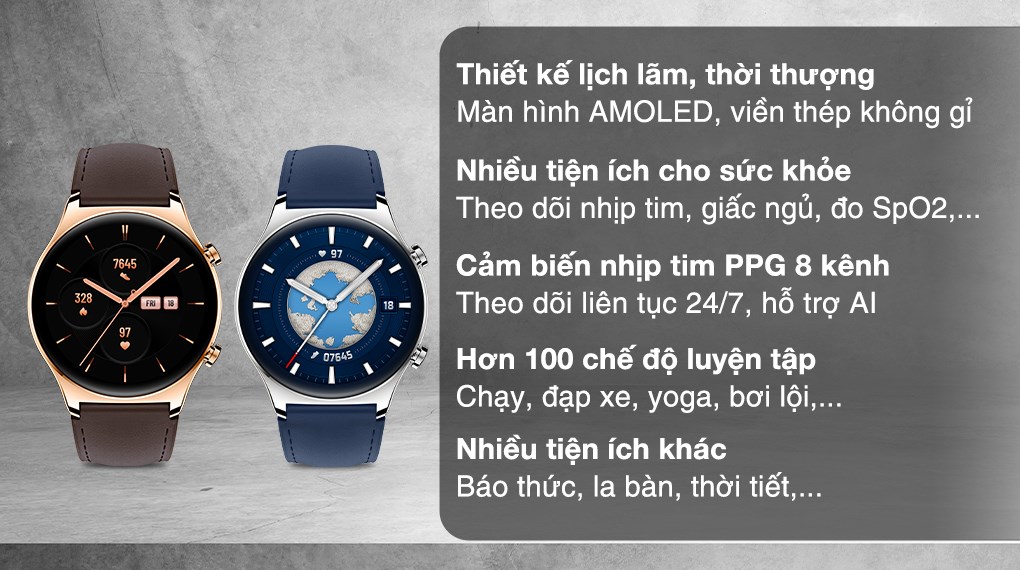 7645
328
FRI 18
97
97
18
07645
Thiết kế lịch lãm, thời thượng
Màn hình AMOLED, viền thép không gỉ
Nhiều tiện ích cho sức khỏe
Theo dõi nhịp tim, giấc ngủ, đo SpO2,...
Cảm biến nhịp tim PPG 8 kênh
Theo dõi liên tục 24/7, hỗ trợ AI
Hơn 100 chế độ luyện tập
Chạy, đạp xe, yoga, bơi lội,...
Nhiều tiện ích khác
Báo thức, la bàn, thời tiết,...